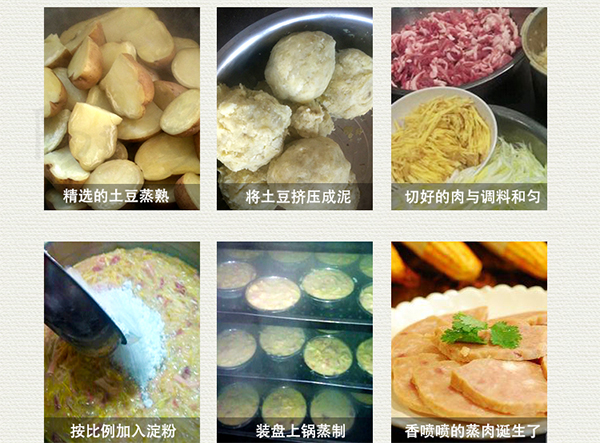 精选的土豆蒸熟
将土豆挤压成泥
切好的肉与调料和匀
按比例加入淀粉
装盘上锅蒸制
香喷喷的蒸肉诞生了